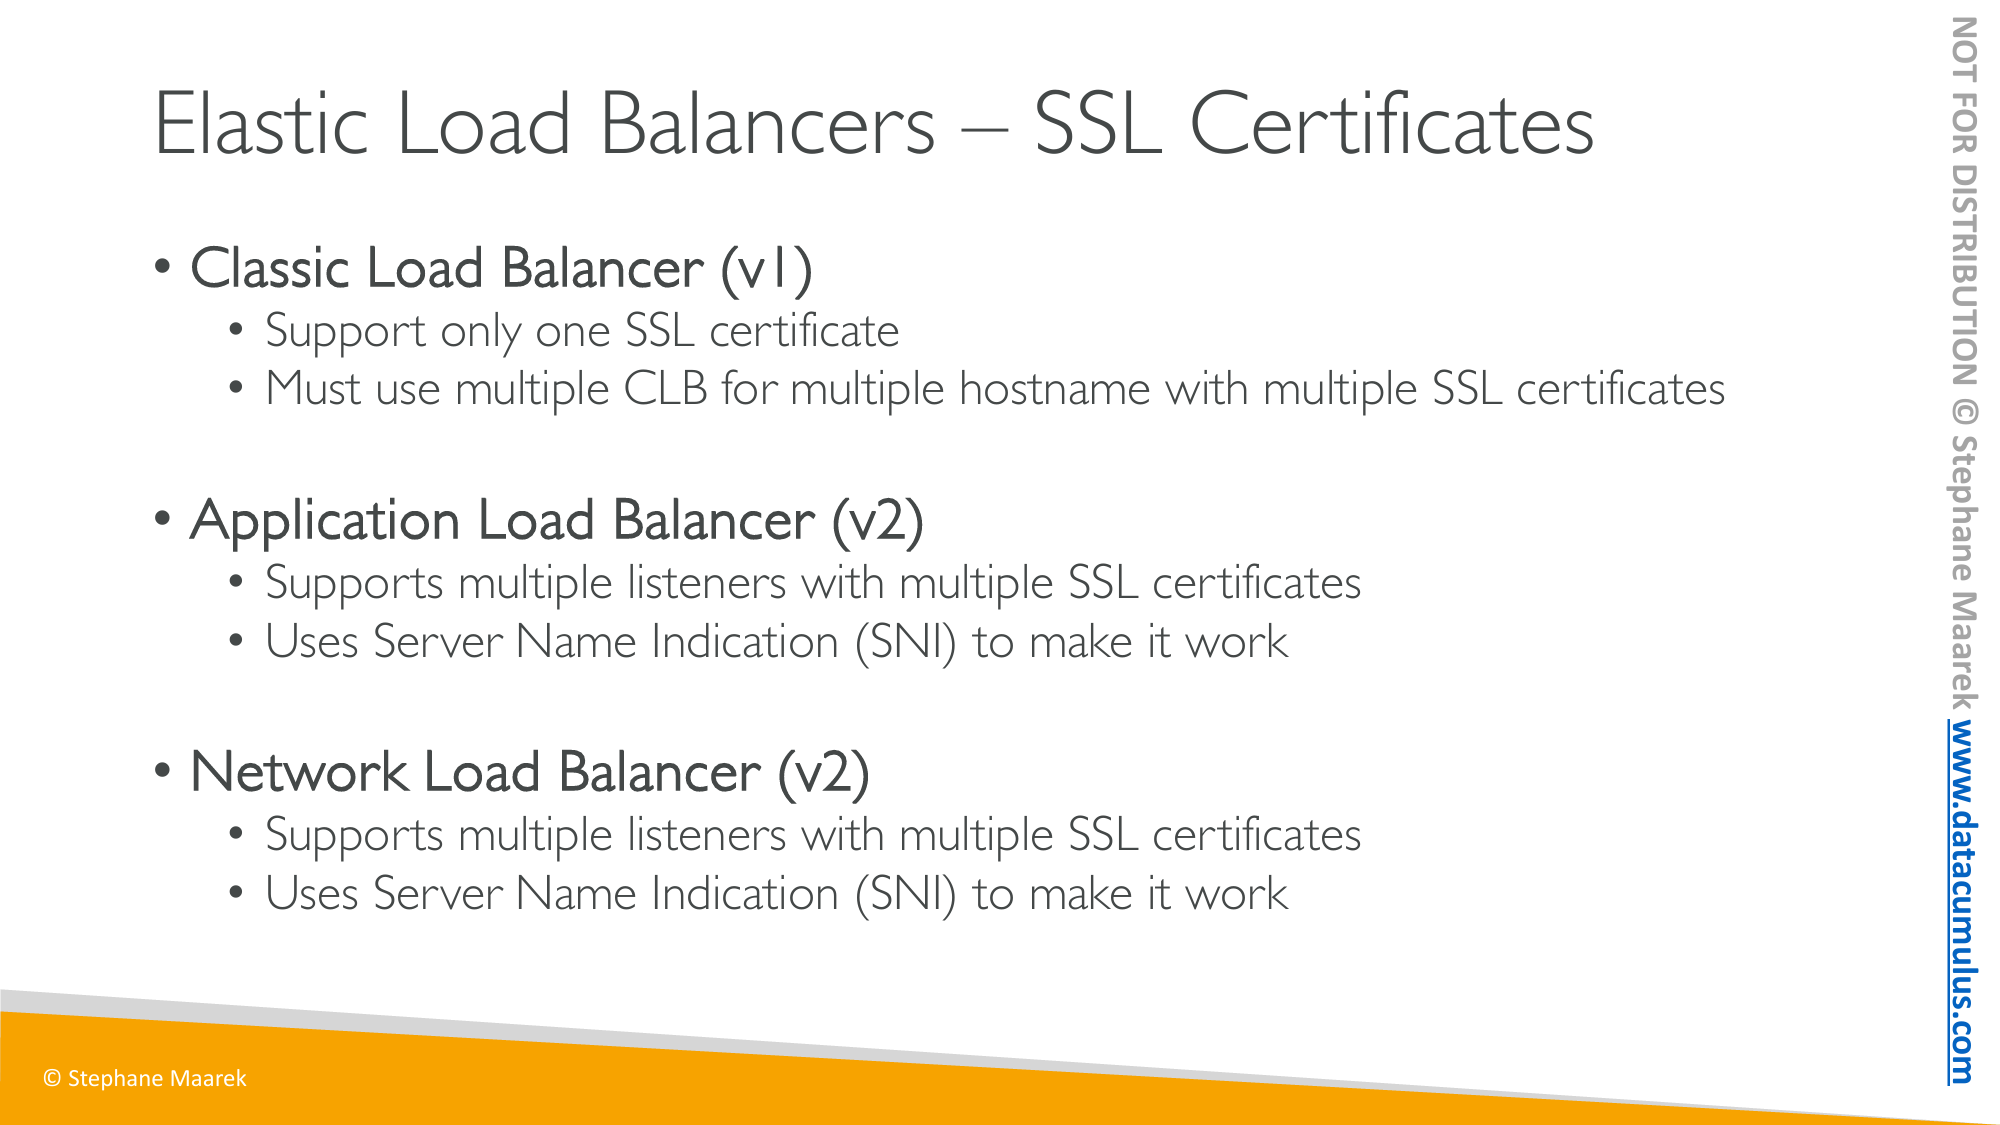 Elastic Load Balancers – SSL Certificates
• Classic Load Balancer (v1)
• Support only one SSL certificate
• Must use multiple CLB for multiple hostname with multiple SSL certificates
• Application Load Balancer (v2)
• Supports multiple listeners with multiple SSL certificates
• Uses Server Name Indication (SNI) to make it work
• Network Load Balancer (v2)
• Supports multiple listeners with multiple SSL certificates
• Uses Server Name Indication (SNI) to make it work
© Stephane Maarek
NOT FOR DISTRIBUTION © Stephane Maarek www.datacumulus.com